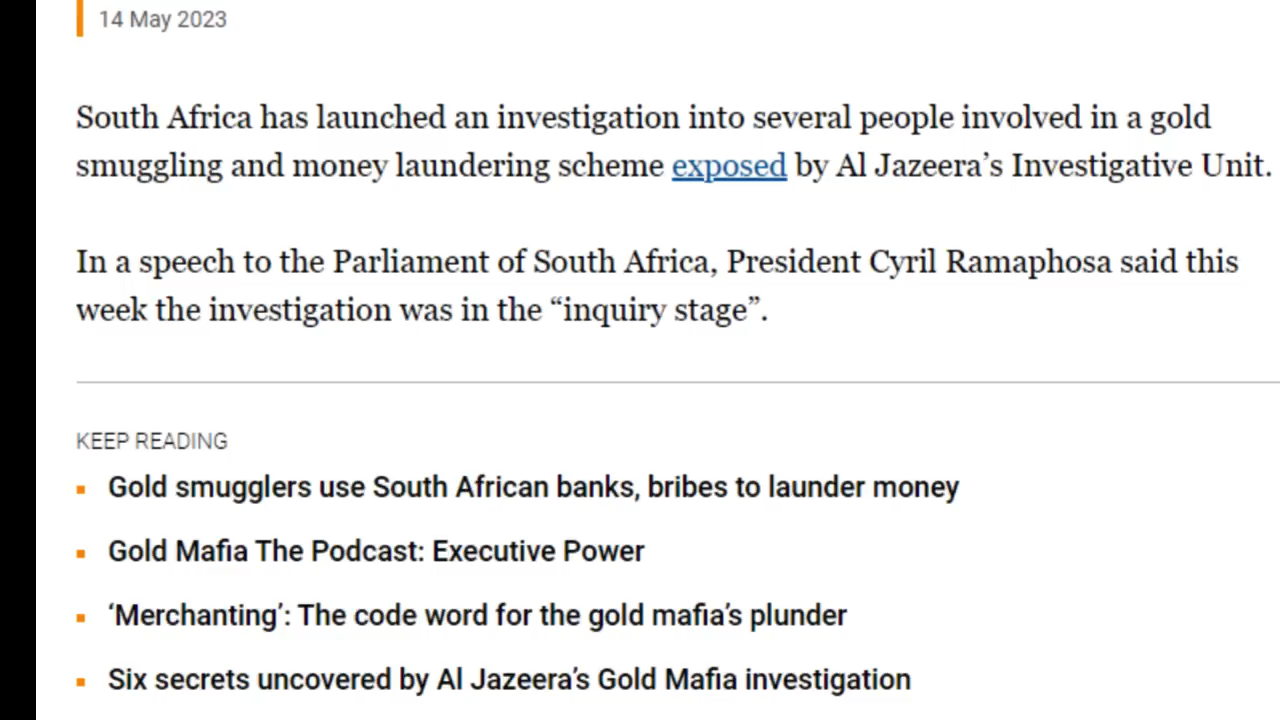 14 May 2023
South Africa has launched an investigation into several people involved in a gold
smuggling and money laundering scheme exposed by Al Jazeera’s Investigative Unit.
In a speech to the Parliament of South Africa, President Cyril Ramaphosa said this
week the investigation was in the “inquiry stage”.
KEEP READING
Gold smugglers use South African banks, bribes to launder money
Gold Mafia The Podcast: Executive Power
‘Merchanting’: The code word for the gold mafia’s plunder
Six secrets uncovered by Al Jazeera’s Gold Mafia investigation